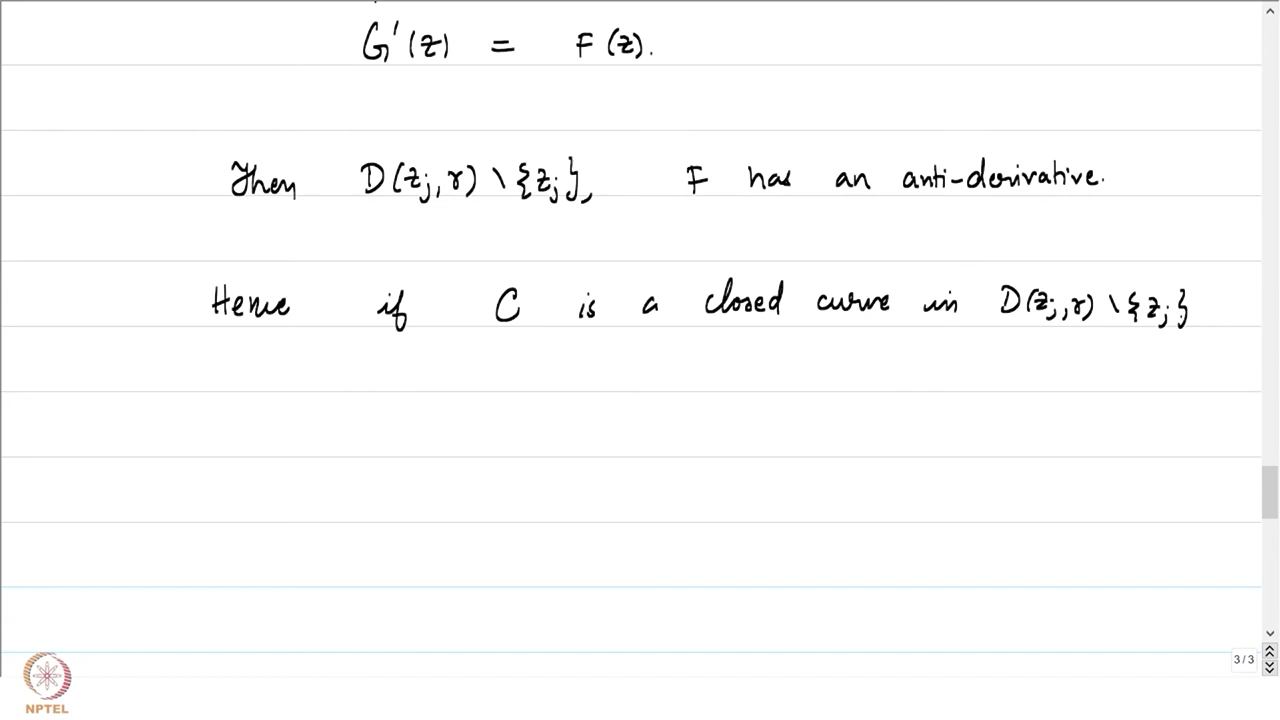 G'(z) = F(z).
Then D(zj, r) \ {zj}, F has an anti-derivative.
Hence if C is a closed curve in D(zj, r) \ {zj}
3 / 3
NPTEL